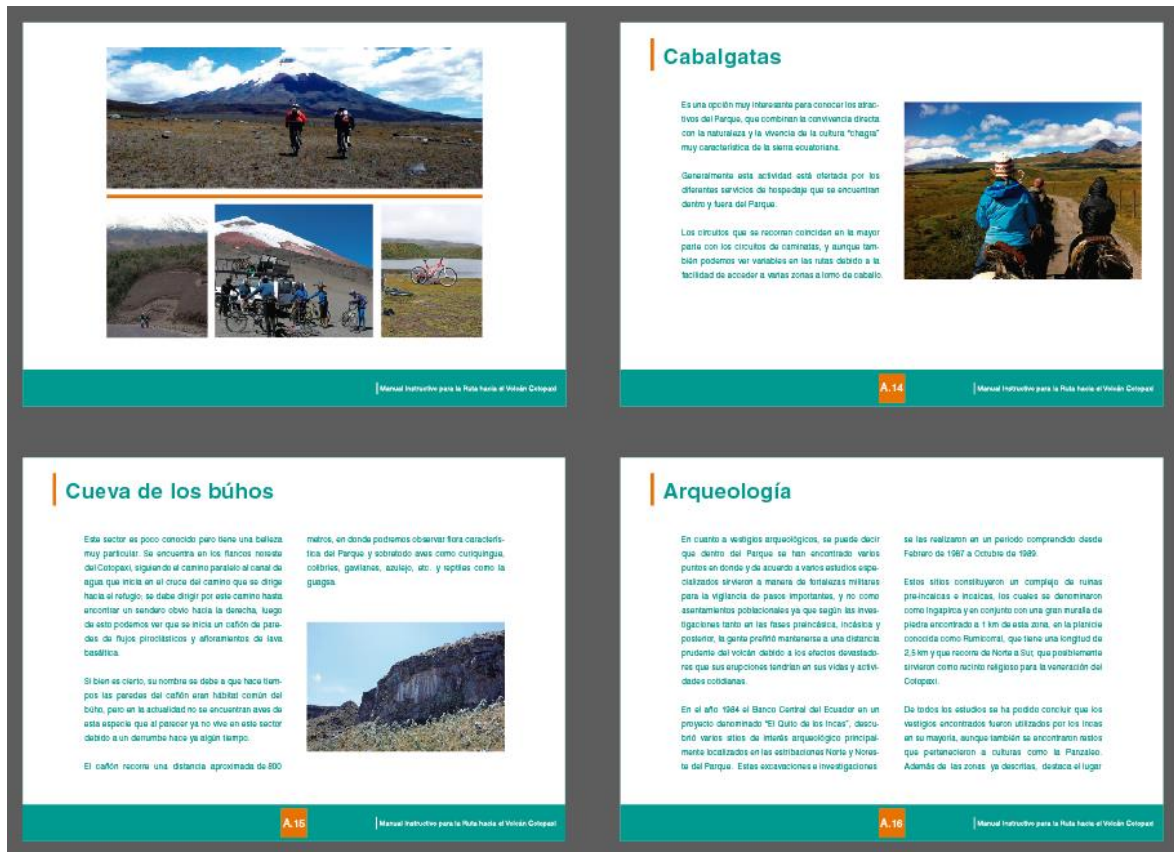 Manual Instructivo para la Ruta hacia el Volcán Cotopaxi
Cabalgatas
Es una opción muy interesante para conocer los atrac-
tivos del Parque, que combinan la convivencia directa
con la naturaleza y la vivencia de la cultura "chagra"
muy característica de la sierra ecuatoriana.
Generalmente esta actividad está ofertada por los
diferentes servicios de hospedaje que se encuentran
dentro y fuera del Parque.
Los circuitos que se recorren coinciden en la mayor
parte con los circuitos de caminatas, y aunque tam-
bién podemos ver variables en las rutas debido a la
facilidad de acceder a varias zonas a lomo de caballo.
A.14
Manual Instructivo para la Ruta hacia el Volcán Cotopaxi
Cueva de los búhos
Este sector es poco conocido pero tiene una belleza
muy particular. Se encuentra en los flancos noreste
del Cotopaxi, siguiendo el camino paralelo al canal de
agua que inicia en el cruce del camino que se dirige
hacia el refugio; se debe dirigir por este camino hasta
encontrar un sendero obvio hacia la derecha, luego
de esto podemos ver que se inicia un cañón de pare-
des de flujos piroclásticos y afloramientos de lava
basáltica.
Si bien es cierto, su nombre se debe a que hace tiem-
pos las paredes del cañón eran hábitat común del
búho, pero en la actualidad no se encuentran aves de
esta especie que al parecer ya no vive en este sector
debido a un derrumbe hace ya algún tiempo.
El cañón recorre una distancia aproximada de 800
metros, en donde podremos observar flora caracterís-
tica del Parque y sobretodo aves como curiquingue,
colibríes, gavilanes, azulejo, etc. y reptiles como la
guagsa.
A.15
Manual Instructivo para la Ruta hacia el Volcán Cotopaxi
Arqueología
En cuanto a vestigios arqueológicos, se puede decir
que dentro del Parque se han encontrado varios
puntos en donde y de acuerdo a varios estudios espe-
cializados sirvieron a manera de fortalezas militares
para la vigilancia de pasos importantes, y no como
asentamientos poblacionales ya que según las inves-
tigaciones tanto en las fases preincásica, incásica y
posterior, la gente prefirió mantenerse a una distancia
prudente del volcán debido a los efectos devastado-
res que sus erupciones tendrían en sus vidas y activi-
dades cotidianas.
En el año 1984 el Banco Central del Ecuador en un
proyecto denominado "El Quito de los Incas", descu-
brió varios sitios de interés arqueológico principal-
mente localizados en las estribaciones Norte y Nores-
te del Parque. Estas excavaciones e investigaciones
se las realizaron en un período comprendido desde
Febrero de 1987 a Octubre de 1989.
Estos sitios constituyeron un complejo de ruinas
pre-incaicas e incaicas, los cuales se denominaron
como Ingapirca y en conjunto con una gran muralla de
piedra encontrado a 1 km de esta zona, en la planicie
conocida como Rumicorral, que tiene una longitud de
2,5 km y que recorre de Norte a Sur, que posiblemente
sirvieron como recinto religioso para la veneración del
Cotopaxi.
De todos los estudios se ha podido concluir que los
vestigios encontrados fueron utilizados por los Incas
en su mayoría, aunque también se encontraron restos
que pertenecieron a culturas como la Panzaleo.
Además de las zonas ya descritas, destaca el lugar
A.16
Manual Instructivo para la Ruta hacia el Volcán Cotopaxi